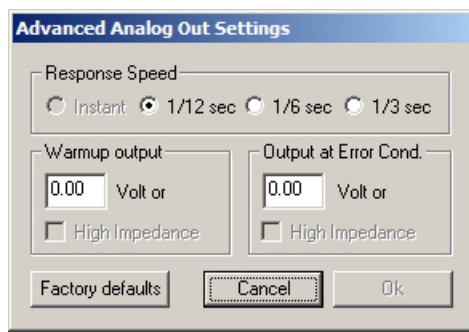 Advanced Analog Out Settings
Response Speed
Instant 1/12 sec 1/6 sec 1/3 sec
Warmup output
0.00 Volt or
High Impedance
Output at Error Cond.
0.00 Volt or
High Impedance
Factory defaults Cancel Ok